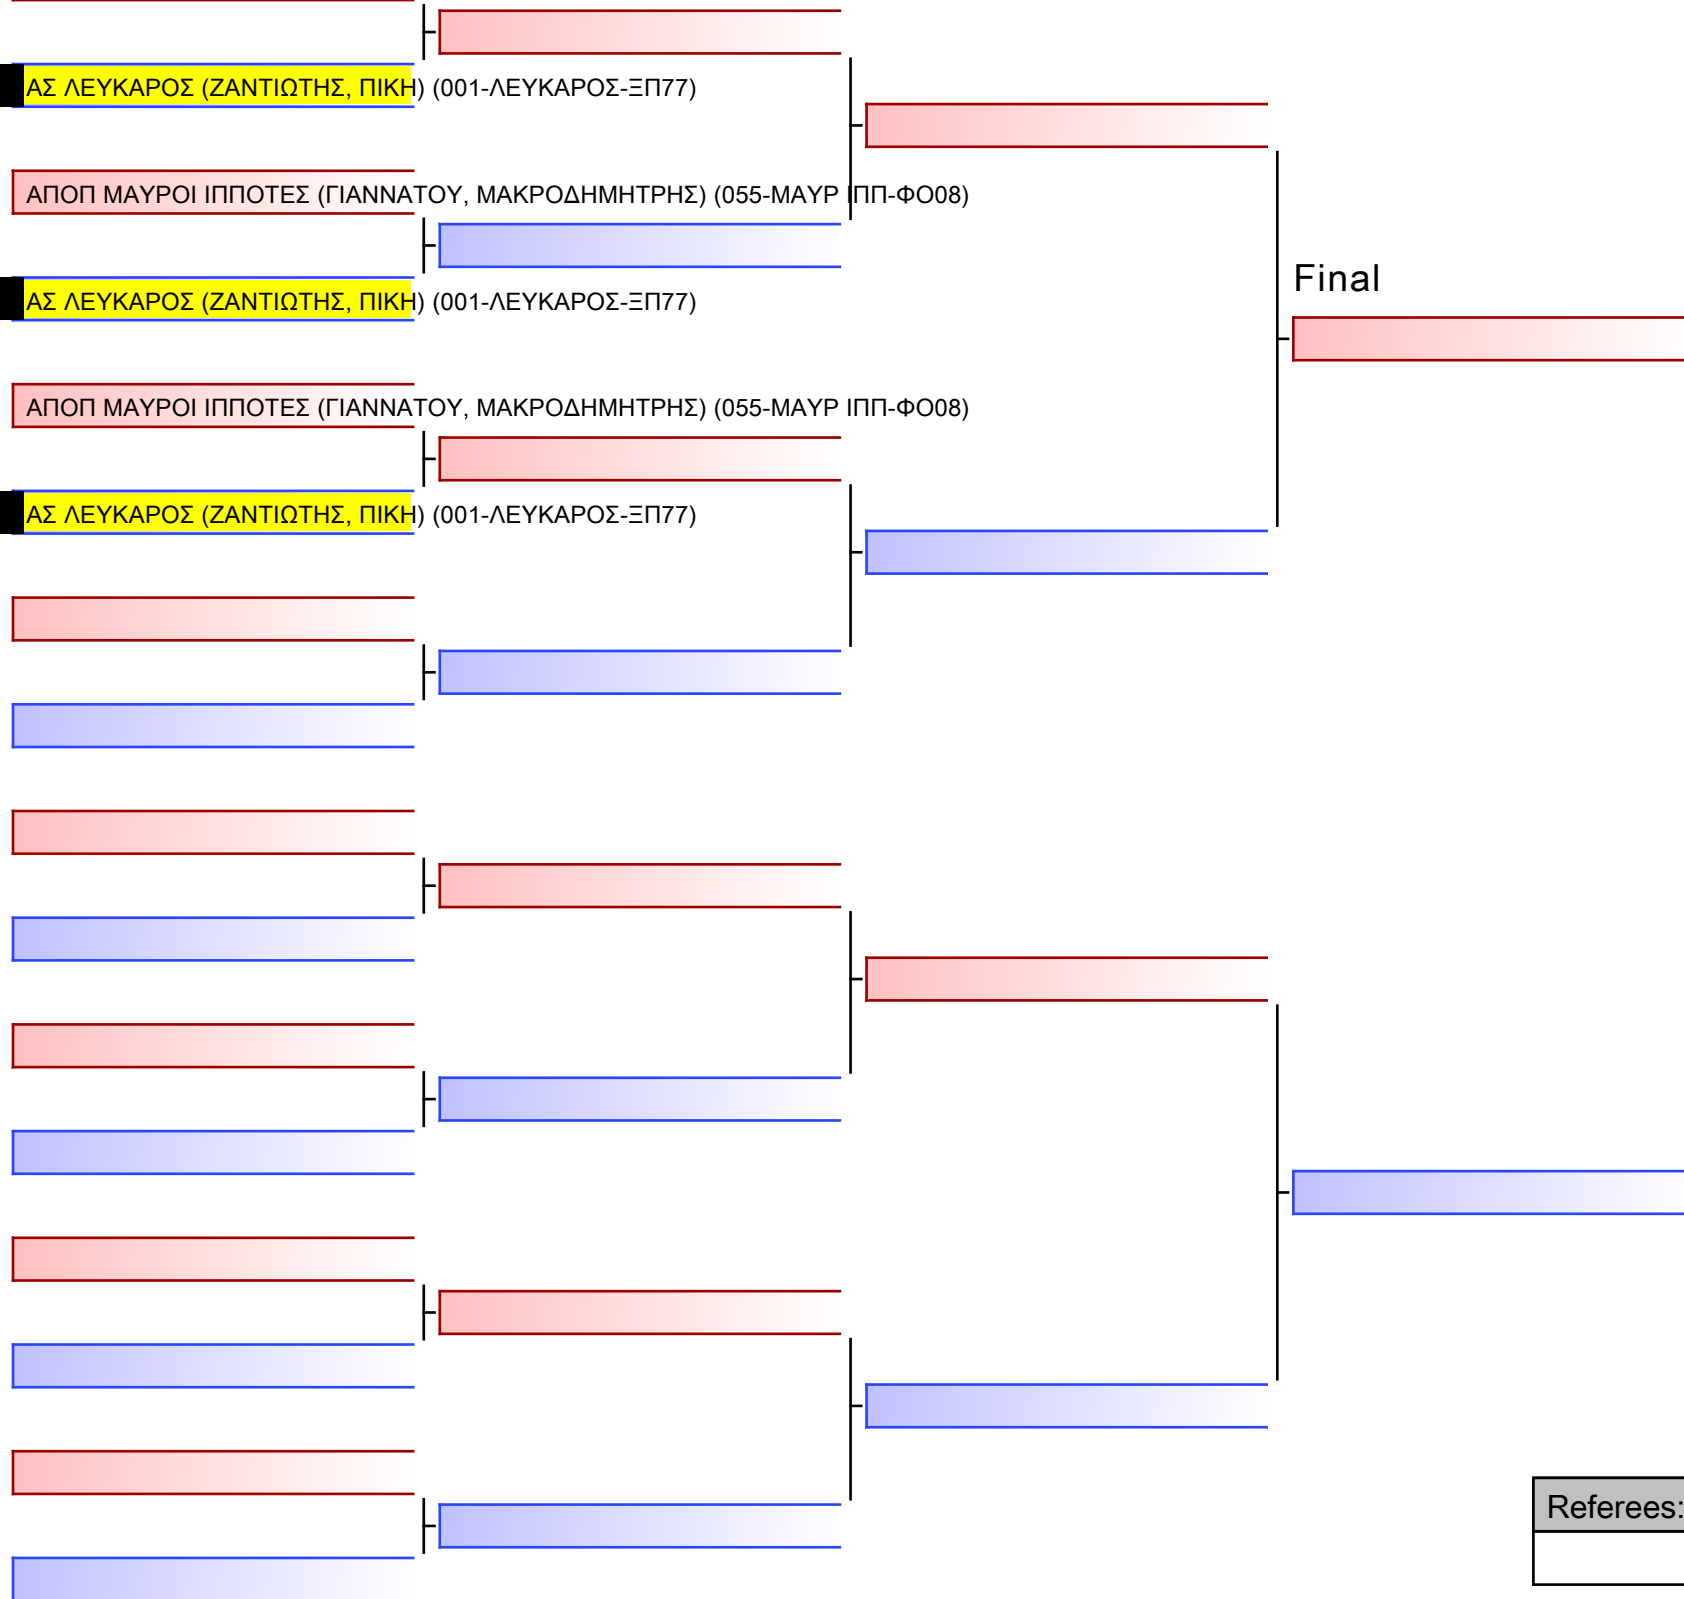 ΑΣ ΛΕΥΚΑΡΟΣ (ΖΑΝΤΙΩΤΗΣ, ΠΙΚΗ) (001-ΛΕΥΚΑΡΟΣ-ΞΠ77)
ΑΠΟΠ ΜΑΥΡΟΙ ΙΠΠΟΤΕΣ (ΓΙΑΝΝΑΤΟΥ, ΜΑΚΡΟΔΗΜΗΤΡΗΣ) (055-ΜΑΥΡ ΙΠΠ-ΦΟ08)
Final
ΑΣ ΛΕΥΚΑΡΟΣ (ΖΑΝΤΙΩΤΗΣ, ΠΙΚΗ) (001-ΛΕΥΚΑΡΟΣ-ΞΠ77)
ΑΠΟΠ ΜΑΥΡΟΙ ΙΠΠΟΤΕΣ (ΓΙΑΝΝΑΤΟΥ, ΜΑΚΡΟΔΗΜΗΤΡΗΣ) (055-ΜΑΥΡ ΙΠΠ-ΦΟ08)
ΑΣ ΛΕΥΚΑΡΟΣ (ΖΑΝΤΙΩΤΗΣ, ΠΙΚΗ) (001-ΛΕΥΚΑΡΟΣ-ΞΠ77)
Referees: